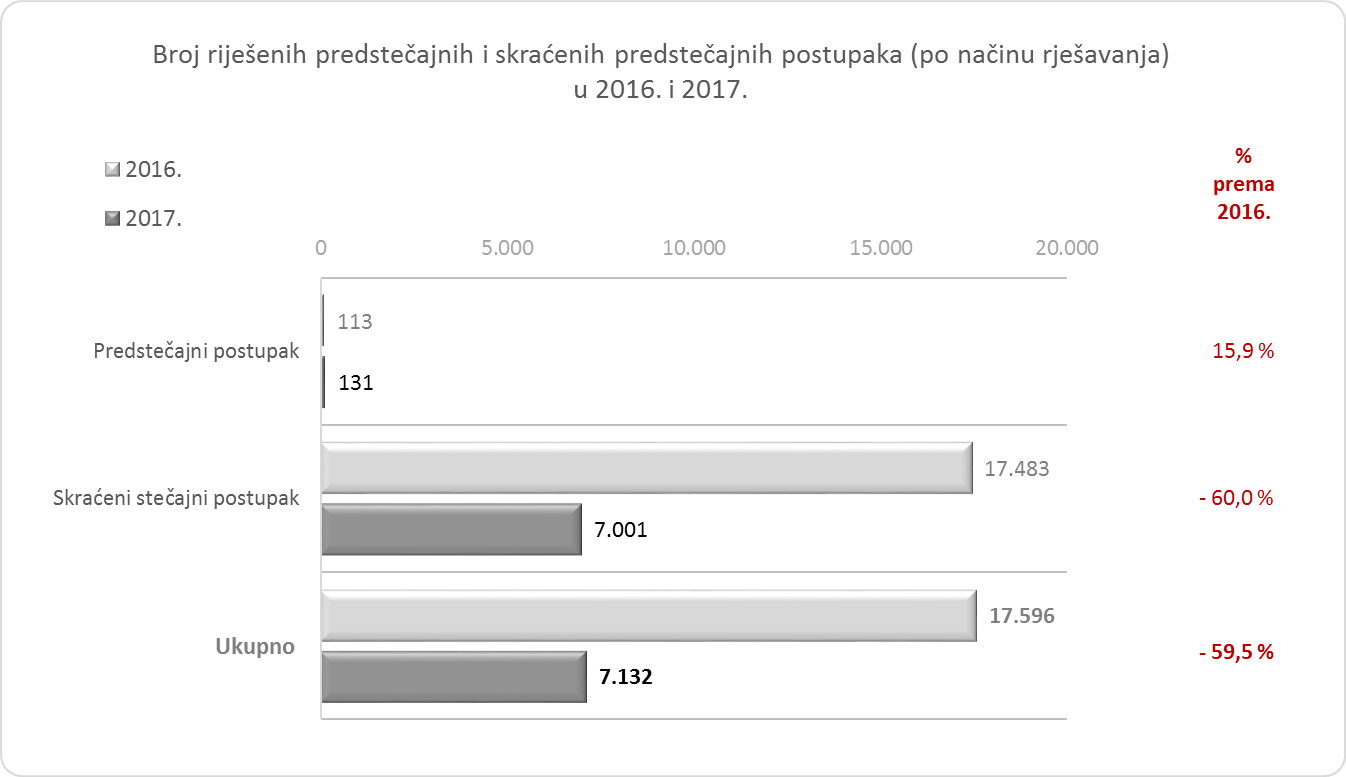 Broj riješenih predstečajnih i skraćenih predstečajnih postupaka (po načinu rješavanja)
u 2016. i 2017.
2016.
2017.
%
prema
2016.
0 5.000 10.000 15.000 20.000
Predstečajni postupak
113
131
15,9 %
Skraćeni stečajni postupak
17.483
7.001
- 60,0 %
Ukupno
17.596
7.132
- 59,5 %